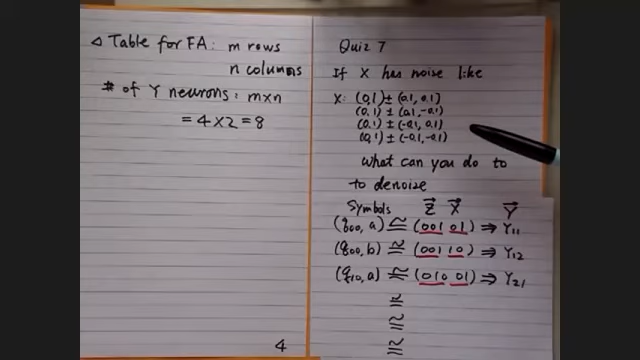 △ Table for FA: m rows
n columns
# of Y neurons: m×n
= 4×2 = 8
4
Quiz 7
If X has noise like
X: (0,1) ± (0.1, 0.1)
(0,1) ± (0.1, -0.1)
(0,1) ± (-0.1, 0.1)
(0,1) ± (-0.1, -0.1)
what can you do to
to denoize
Symbols Z⃗ X⃗ Y⃗
(q00, a) ≅ (001 01) ⇒ Y11
(q00, b) ≅ (001 10) ⇒ Y12
(q10, a) ≅ (010 01) ⇒ Y21
≅
≅
≅